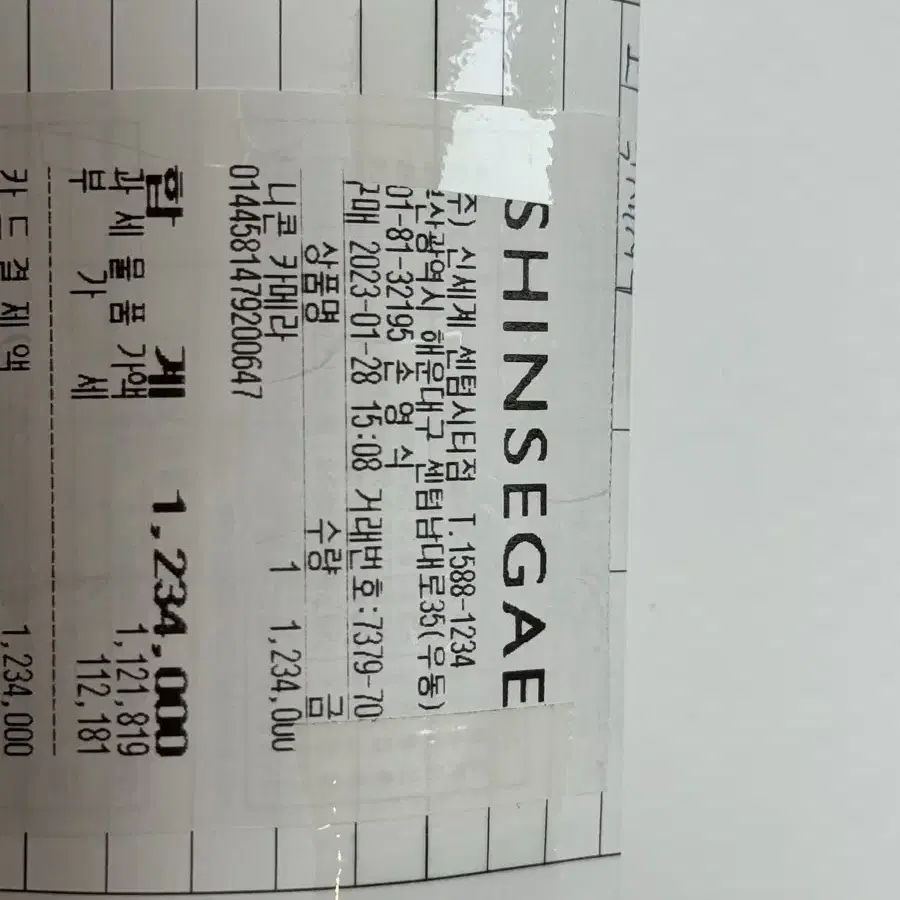 SHINSEGAE
주) 신세계 센텀시티점 T.1588-1234
산광역시 해운대구 센텀남대로35(우동)
01-81-32195 손영식
매 2023-01-28 15:08 거래번호:7379-70
상품명 수량 금
니콘 카메라 1 1,234,000
0144581479200647
합 계 1,234,000
과세물품가액 1,121,819
부 가 세 112,181
카드결제액 1,234,000